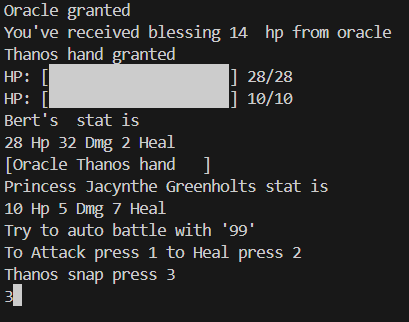 Oracle granted
You've received blessing 14  hp from oracle
Thanos hand granted
HP: [                    ] 28/28
HP: [                    ] 10/10
Bert's  stat is
28 Hp 32 Dmg 2 Heal
[Oracle Thanos hand   ]
Princess Jacynthe Greenholts stat is
10 Hp 5 Dmg 7 Heal
Try to auto battle with '99'
To Attack press 1 to Heal press 2
Thanos snap press 3
3